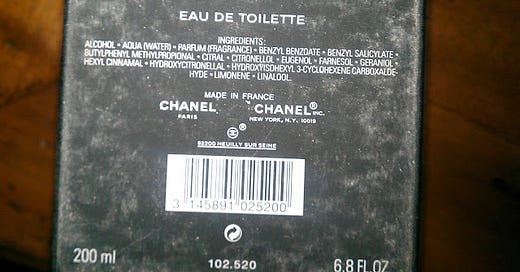 EAU DE TOILETTE
INGREDIENTS:
ALCOHOL • AQUA (WATER) • PARFUM (FRAGRANCE) • BENZYL BENZOATE • BENZYL SALICYLATE •
BUTYLPHENYL METHYLPROPIONAL • CITRAL • CITRONELLOL • EUGENOL • FARNESOL • GERANIOL •
HEXYL CINNAMAL • HYDROXYCITRONELLAL • HYDROXYISOHEXYL 3-CYCLOHEXENE CARBOXALDE-
HYDE • LIMONENE • LINALOOL.
MADE IN FRANCE
CHANEL CHANEL® INC.
PARIS NEW YORK, N.Y. 10019
®
92200 NEUILLY SUR SEINE
3 145891 025200
200 ml 102.520 6.8 FL.OZ